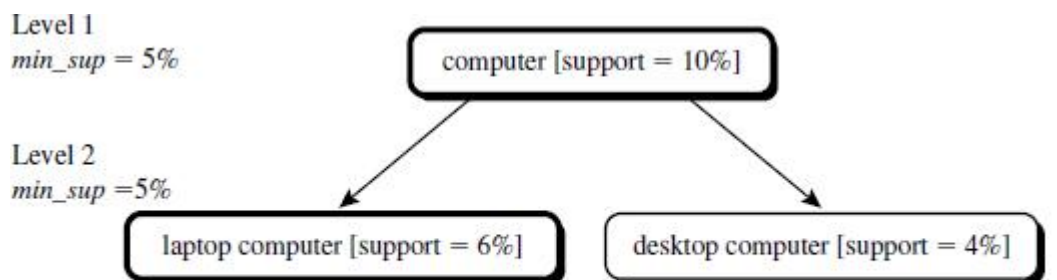 Level 1
min_sup = 5%
computer [support = 10%]
Level 2
min_sup =5%
laptop computer [support = 6%]
desktop computer [support = 4%]